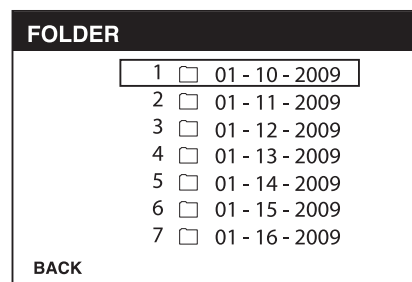 FOLDER
1 01 - 10 - 2009
2 01 - 11 - 2009
3 01 - 12 - 2009
4 01 - 13 - 2009
5 01 - 14 - 2009
6 01 - 15 - 2009
7 01 - 16 - 2009
BACK